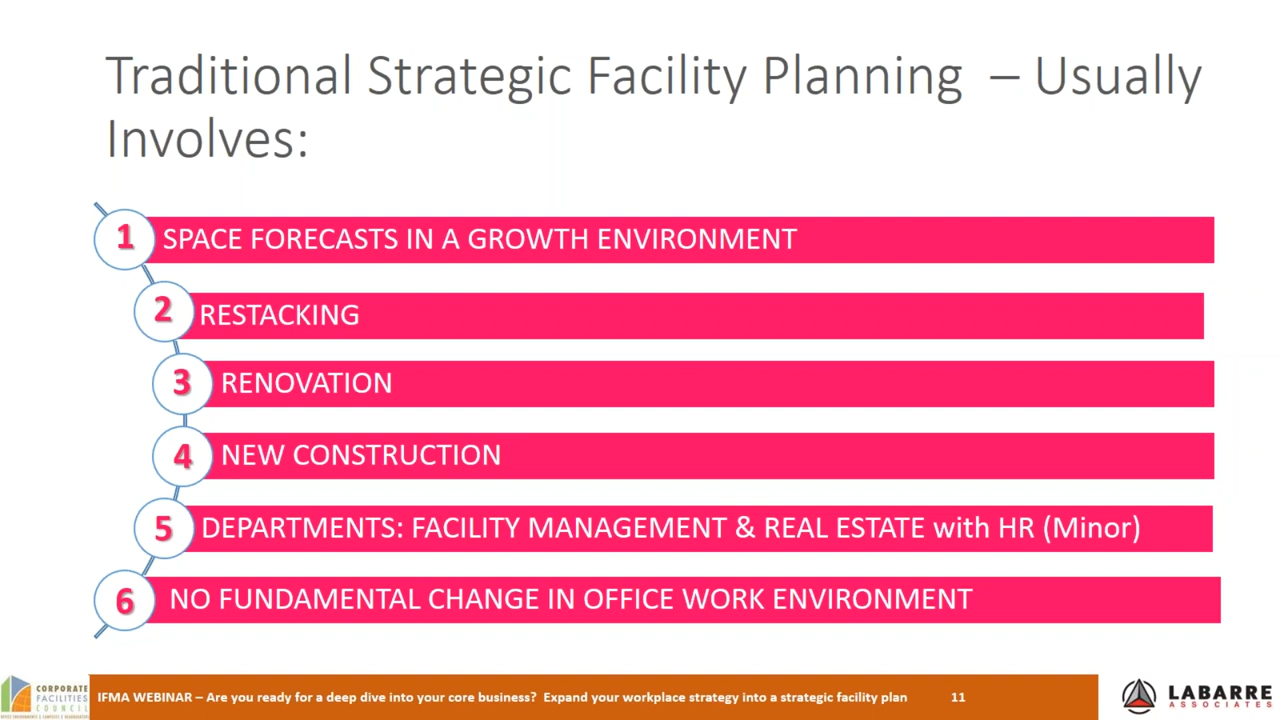 Traditional Strategic Facility Planning – Usually
Involves:
1 SPACE FORECASTS IN A GROWTH ENVIRONMENT
2 RESTACKING
3 RENOVATION
4 NEW CONSTRUCTION
5 DEPARTMENTS: FACILITY MANAGEMENT & REAL ESTATE with HR (Minor)
6 NO FUNDAMENTAL CHANGE IN OFFICE WORK ENVIRONMENT
CORPORATE
FACILITIES
COUNCIL
IFMA WEBINAR – Are you ready for a deep dive into your core business? Expand your workplace strategy into a strategic facility plan 11
LABARRE
ASSOCIATES